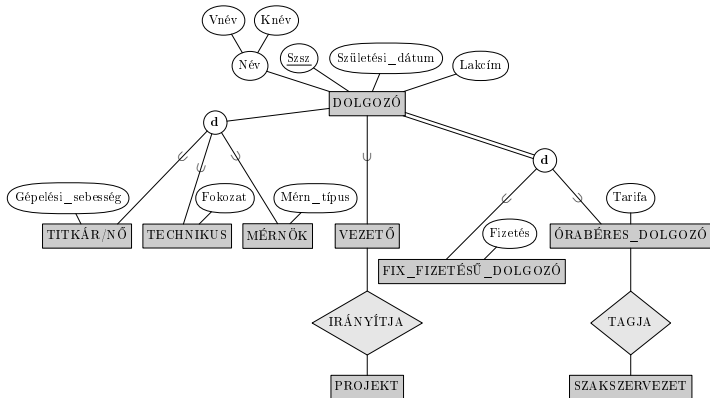 Vnév
Knév
Név
Szsz
Születési_dátum
Lakcím
DOLGOZÓ
d
d
Gépelési_sebesség
Fokozat
Mérn_típus
Tarifa
TITKÁR/NŐ
TECHNIKUS
MÉRNÖK
VEZETŐ
Fizetés
ÓRABÉRES_DOLGOZÓ
FIX_FIZETÉSŰ_DOLGOZÓ
IRÁNYÍTJA
TAGJA
PROJEKT
SZAKSZERVEZET